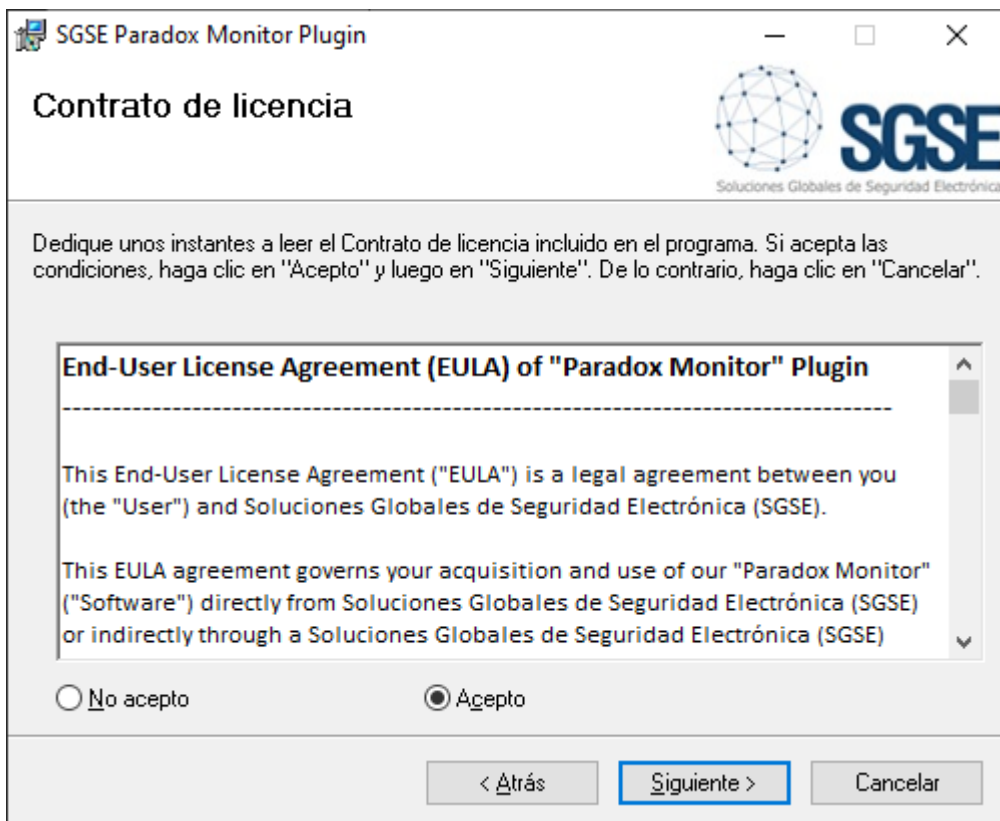 SGSE Paradox Monitor Plugin
Contrato de licencia
SGSE
Soluciones Globales de Seguridad Electrónica
Dedique unos instantes a leer el Contrato de licencia incluido en el programa. Si acepta las
condiciones, haga clic en "Acepto" y luego en "Siguiente". De lo contrario, haga clic en "Cancelar".
End-User License Agreement (EULA) of "Paradox Monitor" Plugin
-----------------------------------------------------------------------------------
This End-User License Agreement ("EULA") is a legal agreement between you
(the "User") and Soluciones Globales de Seguridad Electrónica (SGSE).
This EULA agreement governs your acquisition and use of our "Paradox Monitor"
("Software") directly from Soluciones Globales de Seguridad Electrónica (SGSE)
or indirectly through a Soluciones Globales de Seguridad Electrónica (SGSE)
No acepto
Acepto
< Atrás
Siguiente >
Cancelar